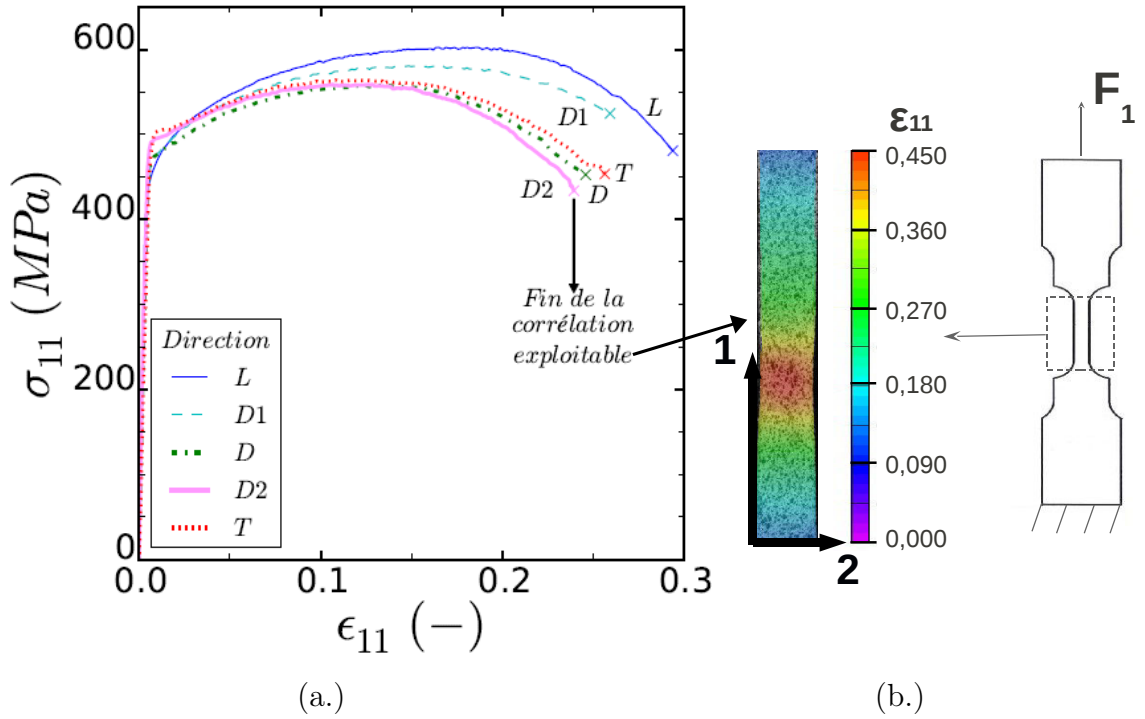 600
400
200
0
0.0
0.1
0.2
0.3
σ11 (MPa)
ϵ11 (−)
Direction
L
D1
D
D2
T
D1
L
T
D2
D
Fin de la
corrélation
exploitable
1
2
ε11
0,450
0,360
0,270
0,180
0,090
0,000
F1
(a.)
(b.)